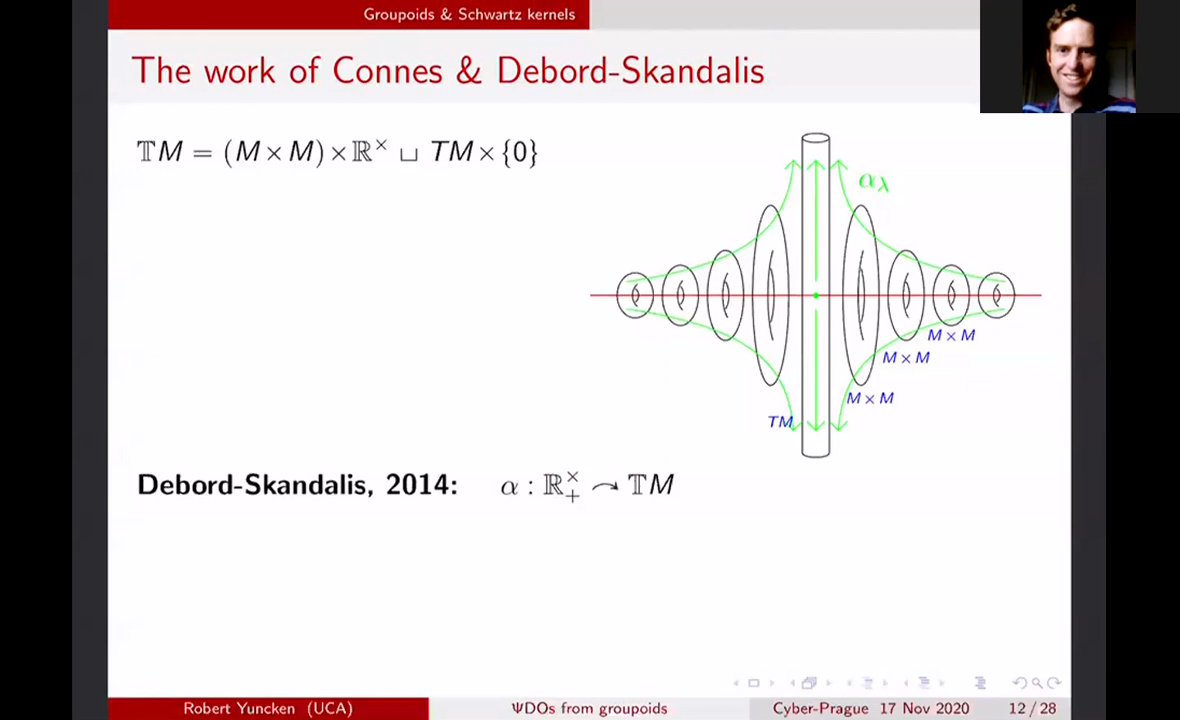 Groupoids & Schwartz kernels
The work of Connes & Debord-Skandalis
𝕋M = (M × M) × ℝ^× ⊔ TM × {0}
α_λ
M × M
M × M
M × M
TM
Debord-Skandalis, 2014: α : ℝ_+^× ↷ 𝕋M
Robert Yuncken (UCA) ΨDOs from groupoids Cyber-Prague 17 Nov 2020 12 / 28